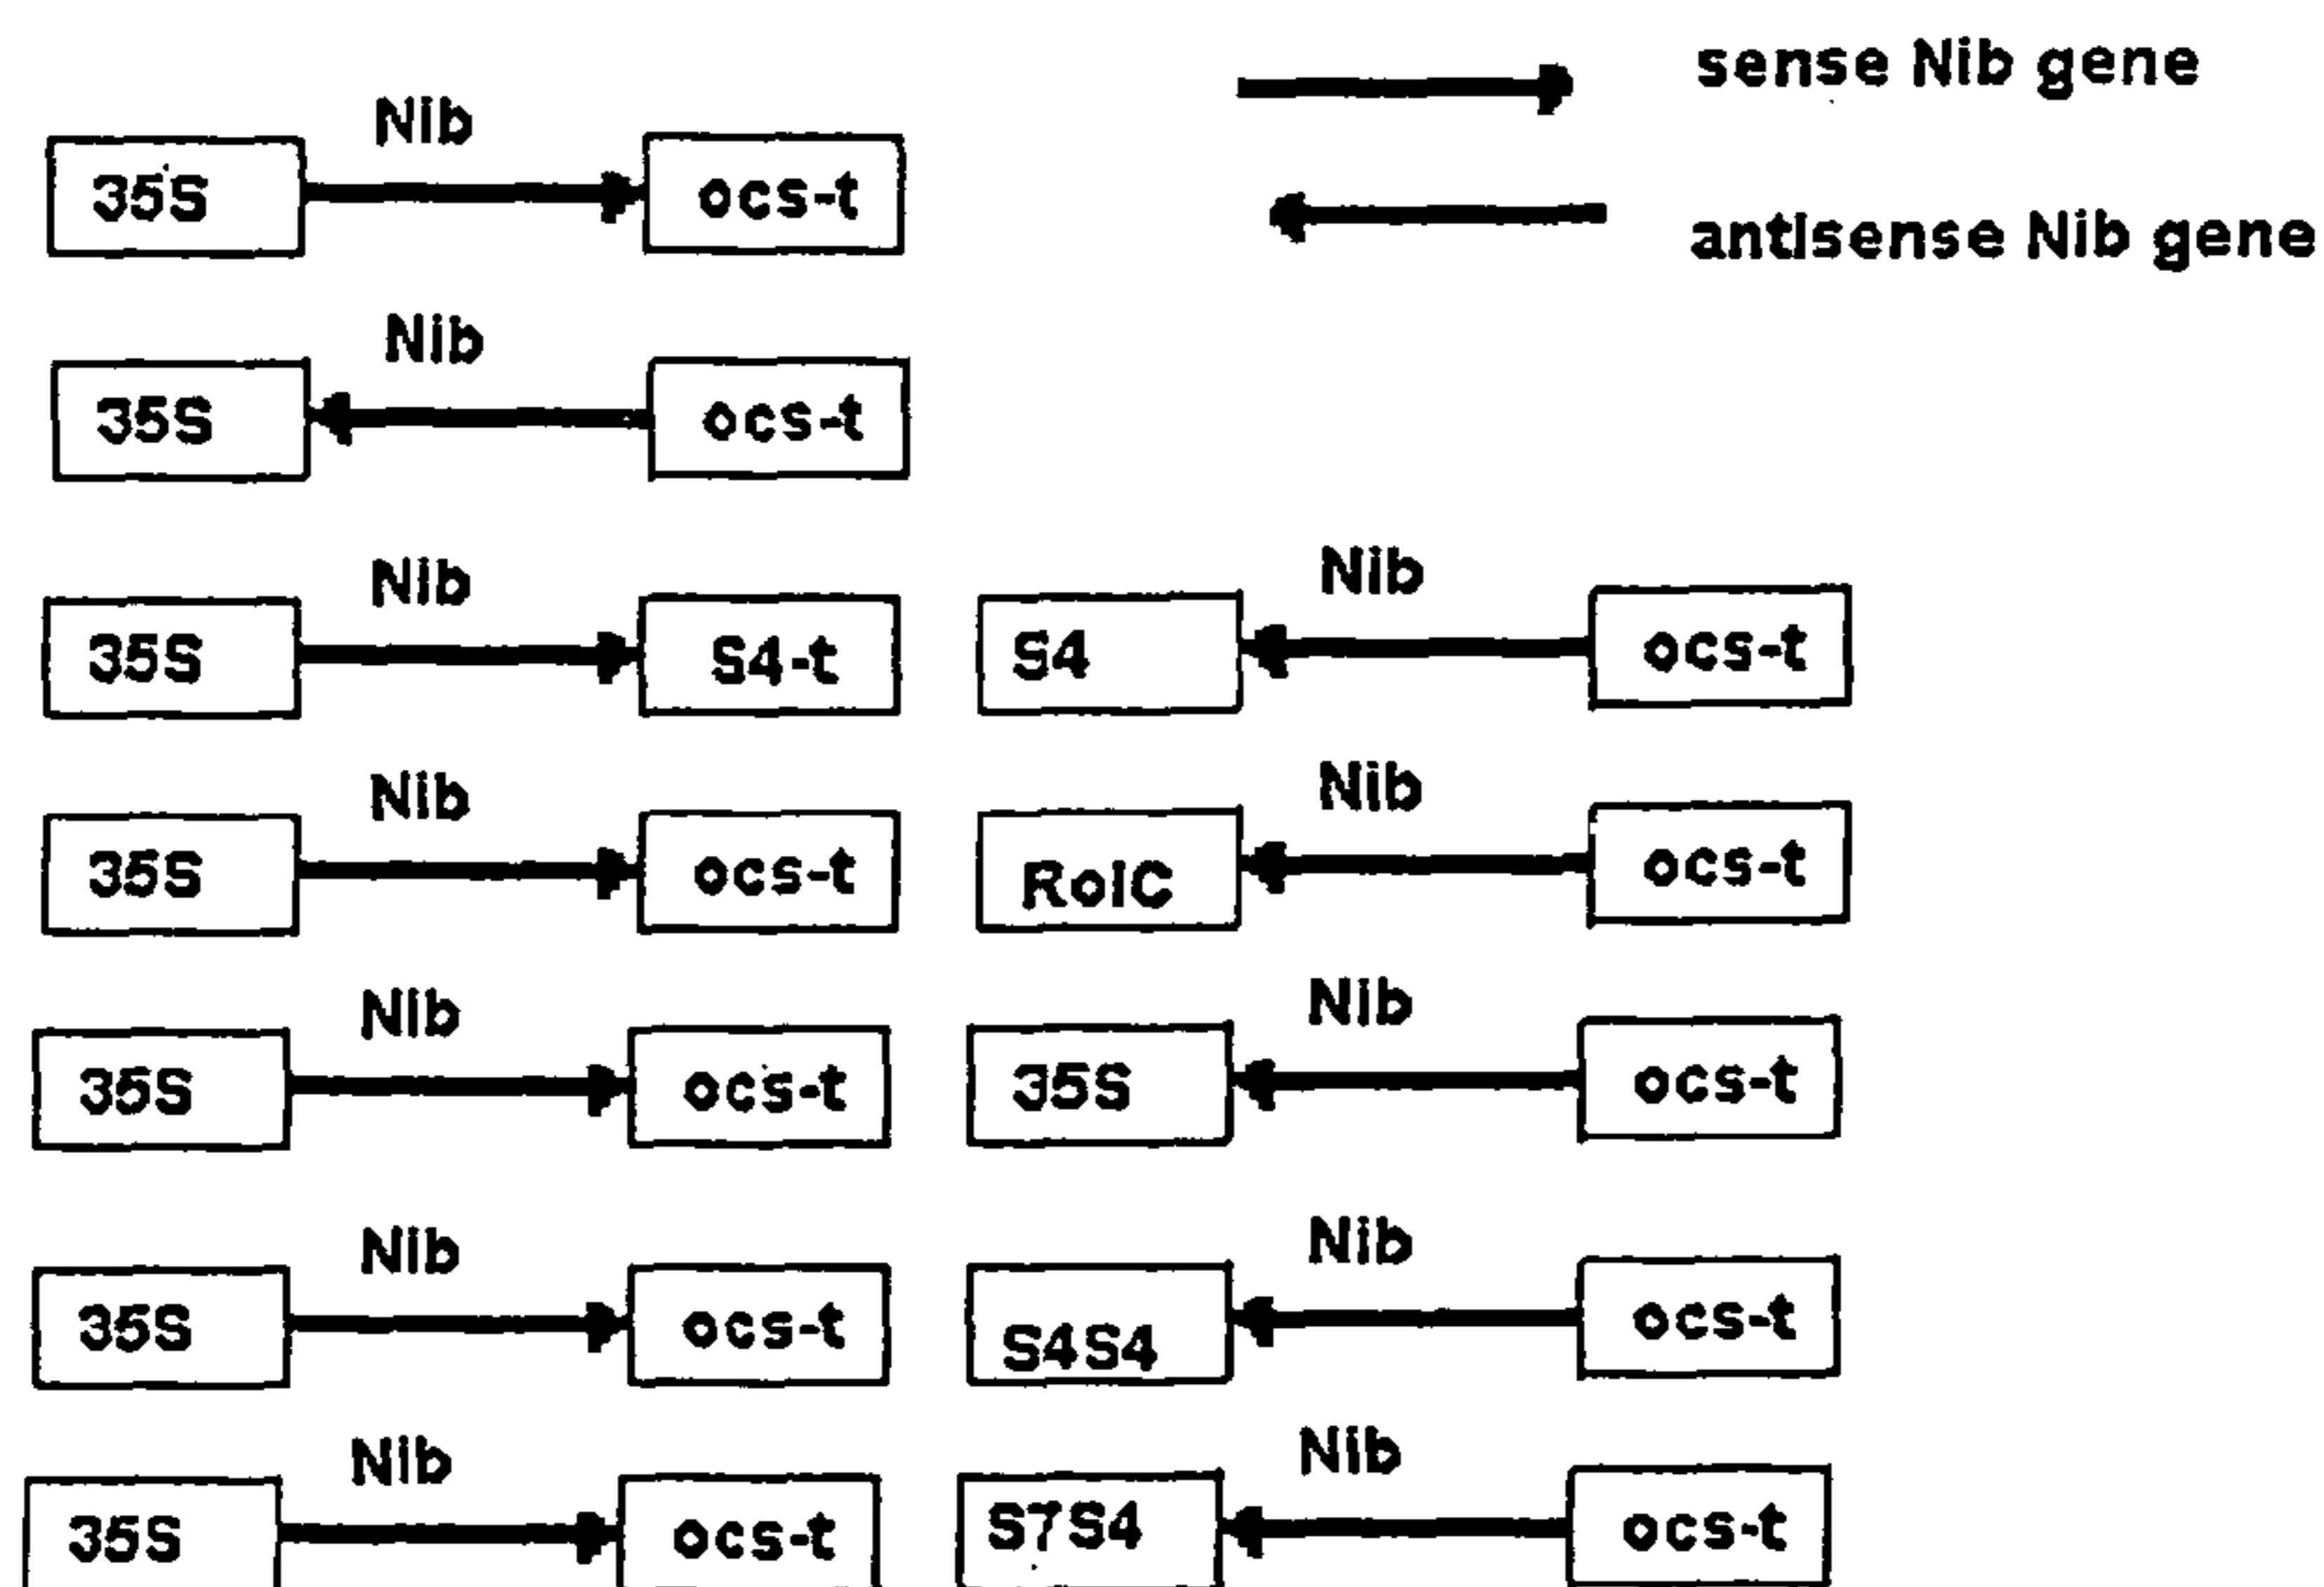 sense Nib gene
Nib
35S ocs-t
antisense Nib gene
Nib
35S ocs-t
Nib Nib
35S S4-t S4 ocs-t
Nib Nib
35S ocs-t RolC ocs-t
Nib Nib
35S ocs-t 35S ocs-t
Nib Nib
35S ocs-t S4S4 ocs-t
Nib Nib
35S ocs-t S7S4 ocs-t